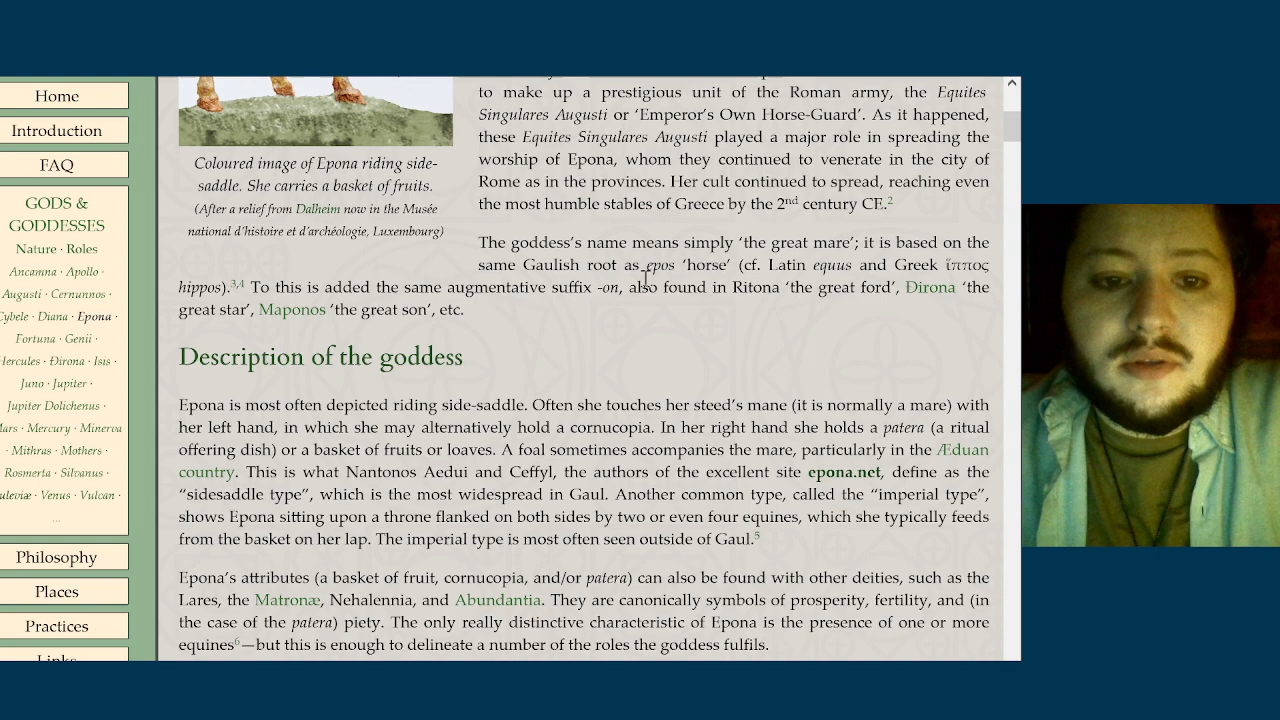 Home
Introduction
FAQ
GODS &
GODDESSES
Nature · Roles
Ancamna · Apollo ·
Augusti · Cernunnos ·
Cybele · Diana · Epona ·
Fortuna · Genii ·
Hercules · Đirona · Isis ·
Juno · Jupiter ·
Jupiter Dolichenus ·
Mars · Mercury · Minerva
· Mithras · Mothers ·
Rosmerta · Silvanus ·
· Venus · Vulcan ·
...
Philosophy
Places
Practices
Links
Coloured image of Epona riding side-
saddle. She carries a basket of fruits.
(After a relief from Dalheim now in the Musée
national d'histoire et d'archéologie, Luxembourg)
to make up a prestigious unit of the Roman army, the Equites
Singulares Augusti or ‘Emperor’s Own Horse-Guard’. As it happened,
these Equites Singulares Augusti played a major role in spreading the
worship of Epona, whom they continued to venerate in the city of
Rome as in the provinces. Her cult continued to spread, reaching even
the most humble stables of Greece by the 2nd century CE.2
The goddess’s name means simply ‘the great mare’; it is based on the
same Gaulish root as epos ‘horse’ (cf. Latin equus and Greek ἵππος
hippos).3,4 To this is added the same augmentative suffix -on, also found in Ritona ‘the great ford’, Đirona ‘the
great star’, Maponos ‘the great son’, etc.
Description of the goddess
Epona is most often depicted riding side-saddle. Often she touches her steed’s mane (it is normally a mare) with
her left hand, in which she may alternatively hold a cornucopia. In her right hand she holds a patera (a ritual
offering dish) or a basket of fruits or loaves. A foal sometimes accompanies the mare, particularly in the Æduan
country. This is what Nantonos Aedui and Ceffyl, the authors of the excellent site epona.net, define as the
“sidesaddle type”, which is the most widespread in Gaul. Another common type, called the “imperial type”,
shows Epona sitting upon a throne flanked on both sides by two or even four equines, which she typically feeds
from the basket on her lap. The imperial type is most often seen outside of Gaul.5
Epona’s attributes (a basket of fruit, cornucopia, and/or patera) can also be found with other deities, such as the
Lares, the Matronæ, Nehalennia, and Abundantia. They are canonically symbols of prosperity, fertility, and (in
the case of the patera) piety. The only really distinctive characteristic of Epona is the presence of one or more
equines6—but this is enough to delineate a number of the roles the goddess fulfils.